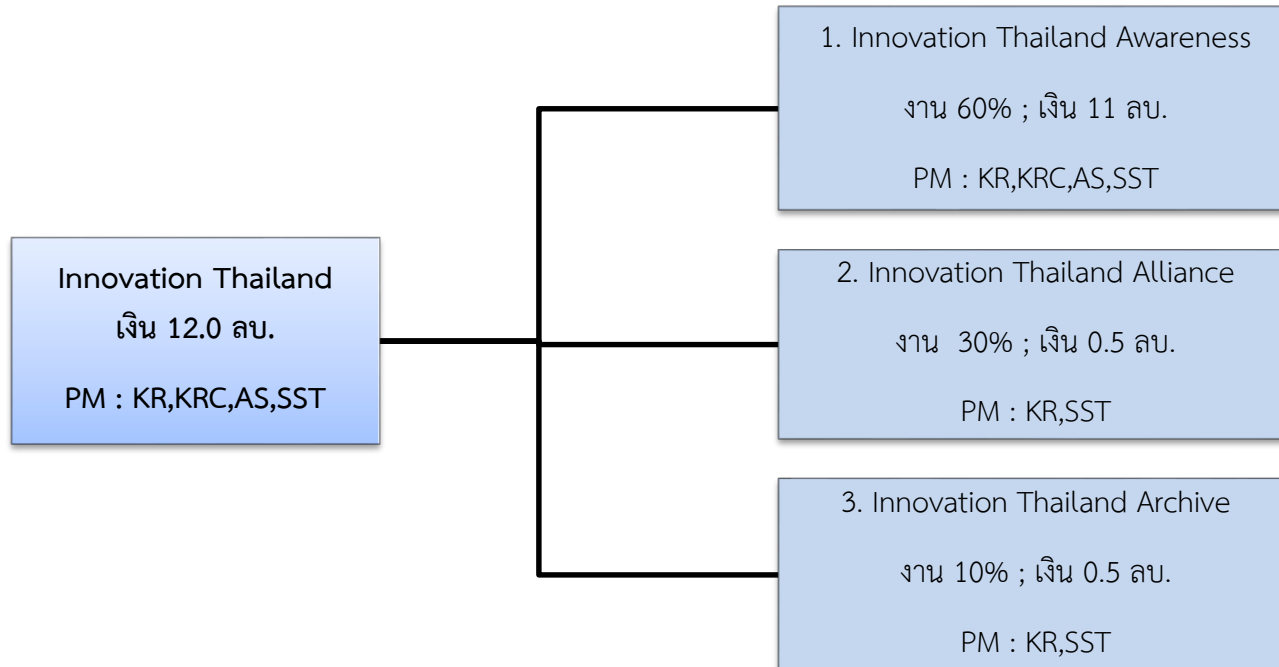 Innovation Thailand
เงิน 12.0 ลบ.
PM : KR,KRC,AS,SST
1. Innovation Thailand Awareness
งาน 60% ; เงิน 11 ลบ.
PM : KR,KRC,AS,SST
2. Innovation Thailand Alliance
งาน 30% ; เงิน 0.5 ลบ.
PM : KR,SST
3. Innovation Thailand Archive
งาน 10% ; เงิน 0.5 ลบ.
PM : KR,SST